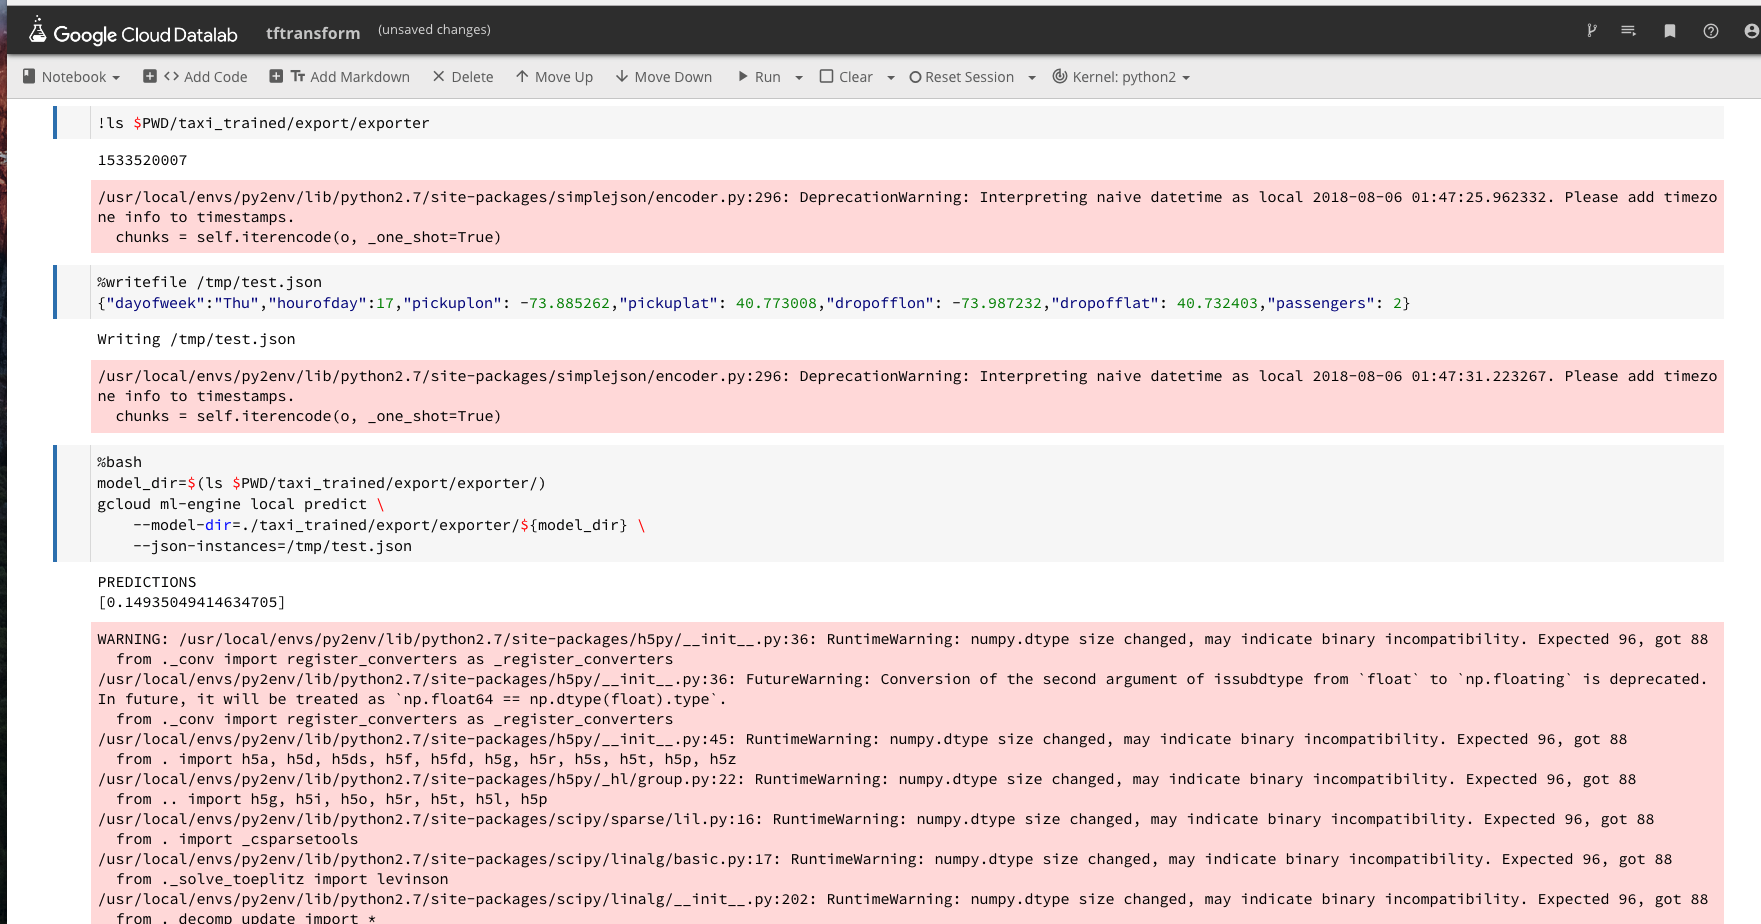 Google Cloud Datalab tftransform (unsaved changes)
Notebook Add Code Tt Add Markdown Delete Move Up Move Down Run Clear Reset Session Kernel: python2
!ls $PWD/taxi_trained/export/exporter
1533520007
/usr/local/envs/py2env/lib/python2.7/site-packages/simplejson/encoder.py:296: DeprecationWarning: Interpreting naive datetime as local 2018-08-06 01:47:25.962332. Please add timezo
ne info to timestamps.
  chunks = self.iterencode(o, _one_shot=True)
%writefile /tmp/test.json
{"dayofweek":"Thu","hourofday":17,"pickuplon": -73.885262,"pickuplat": 40.773008,"dropofflon": -73.987232,"dropofflat": 40.732403,"passengers": 2}
Writing /tmp/test.json
/usr/local/envs/py2env/lib/python2.7/site-packages/simplejson/encoder.py:296: DeprecationWarning: Interpreting naive datetime as local 2018-08-06 01:47:31.223267. Please add timezo
ne info to timestamps.
  chunks = self.iterencode(o, _one_shot=True)
%bash
model_dir=$(ls $PWD/taxi_trained/export/exporter/)
gcloud ml-engine local predict \
    --model-dir=./taxi_trained/export/exporter/${model_dir} \
    --json-instances=/tmp/test.json
PREDICTIONS
[0.14935049414634705]
WARNING: /usr/local/envs/py2env/lib/python2.7/site-packages/h5py/__init__.py:36: RuntimeWarning: numpy.dtype size changed, may indicate binary incompatibility. Expected 96, got 88
  from ._conv import register_converters as _register_converters
/usr/local/envs/py2env/lib/python2.7/site-packages/h5py/__init__.py:36: FutureWarning: Conversion of the second argument of issubdtype from `float` to `np.floating` is deprecated.
In future, it will be treated as `np.float64 == np.dtype(float).type`.
  from ._conv import register_converters as _register_converters
/usr/local/envs/py2env/lib/python2.7/site-packages/h5py/__init__.py:45: RuntimeWarning: numpy.dtype size changed, may indicate binary incompatibility. Expected 96, got 88
  from . import h5a, h5d, h5ds, h5f, h5fd, h5g, h5r, h5s, h5t, h5p, h5z
/usr/local/envs/py2env/lib/python2.7/site-packages/h5py/_hl/group.py:22: RuntimeWarning: numpy.dtype size changed, may indicate binary incompatibility. Expected 96, got 88
  from .. import h5g, h5i, h5o, h5r, h5t, h5l, h5p
/usr/local/envs/py2env/lib/python2.7/site-packages/scipy/sparse/lil.py:16: RuntimeWarning: numpy.dtype size changed, may indicate binary incompatibility. Expected 96, got 88
  from . import _csparsetools
/usr/local/envs/py2env/lib/python2.7/site-packages/scipy/linalg/basic.py:17: RuntimeWarning: numpy.dtype size changed, may indicate binary incompatibility. Expected 96, got 88
  from ._solve_toeplitz import levinson
/usr/local/envs/py2env/lib/python2.7/site-packages/scipy/linalg/__init__.py:202: RuntimeWarning: numpy.dtype size changed, may indicate binary incompatibility. Expected 96, got 88
  from ._decomp_update import *